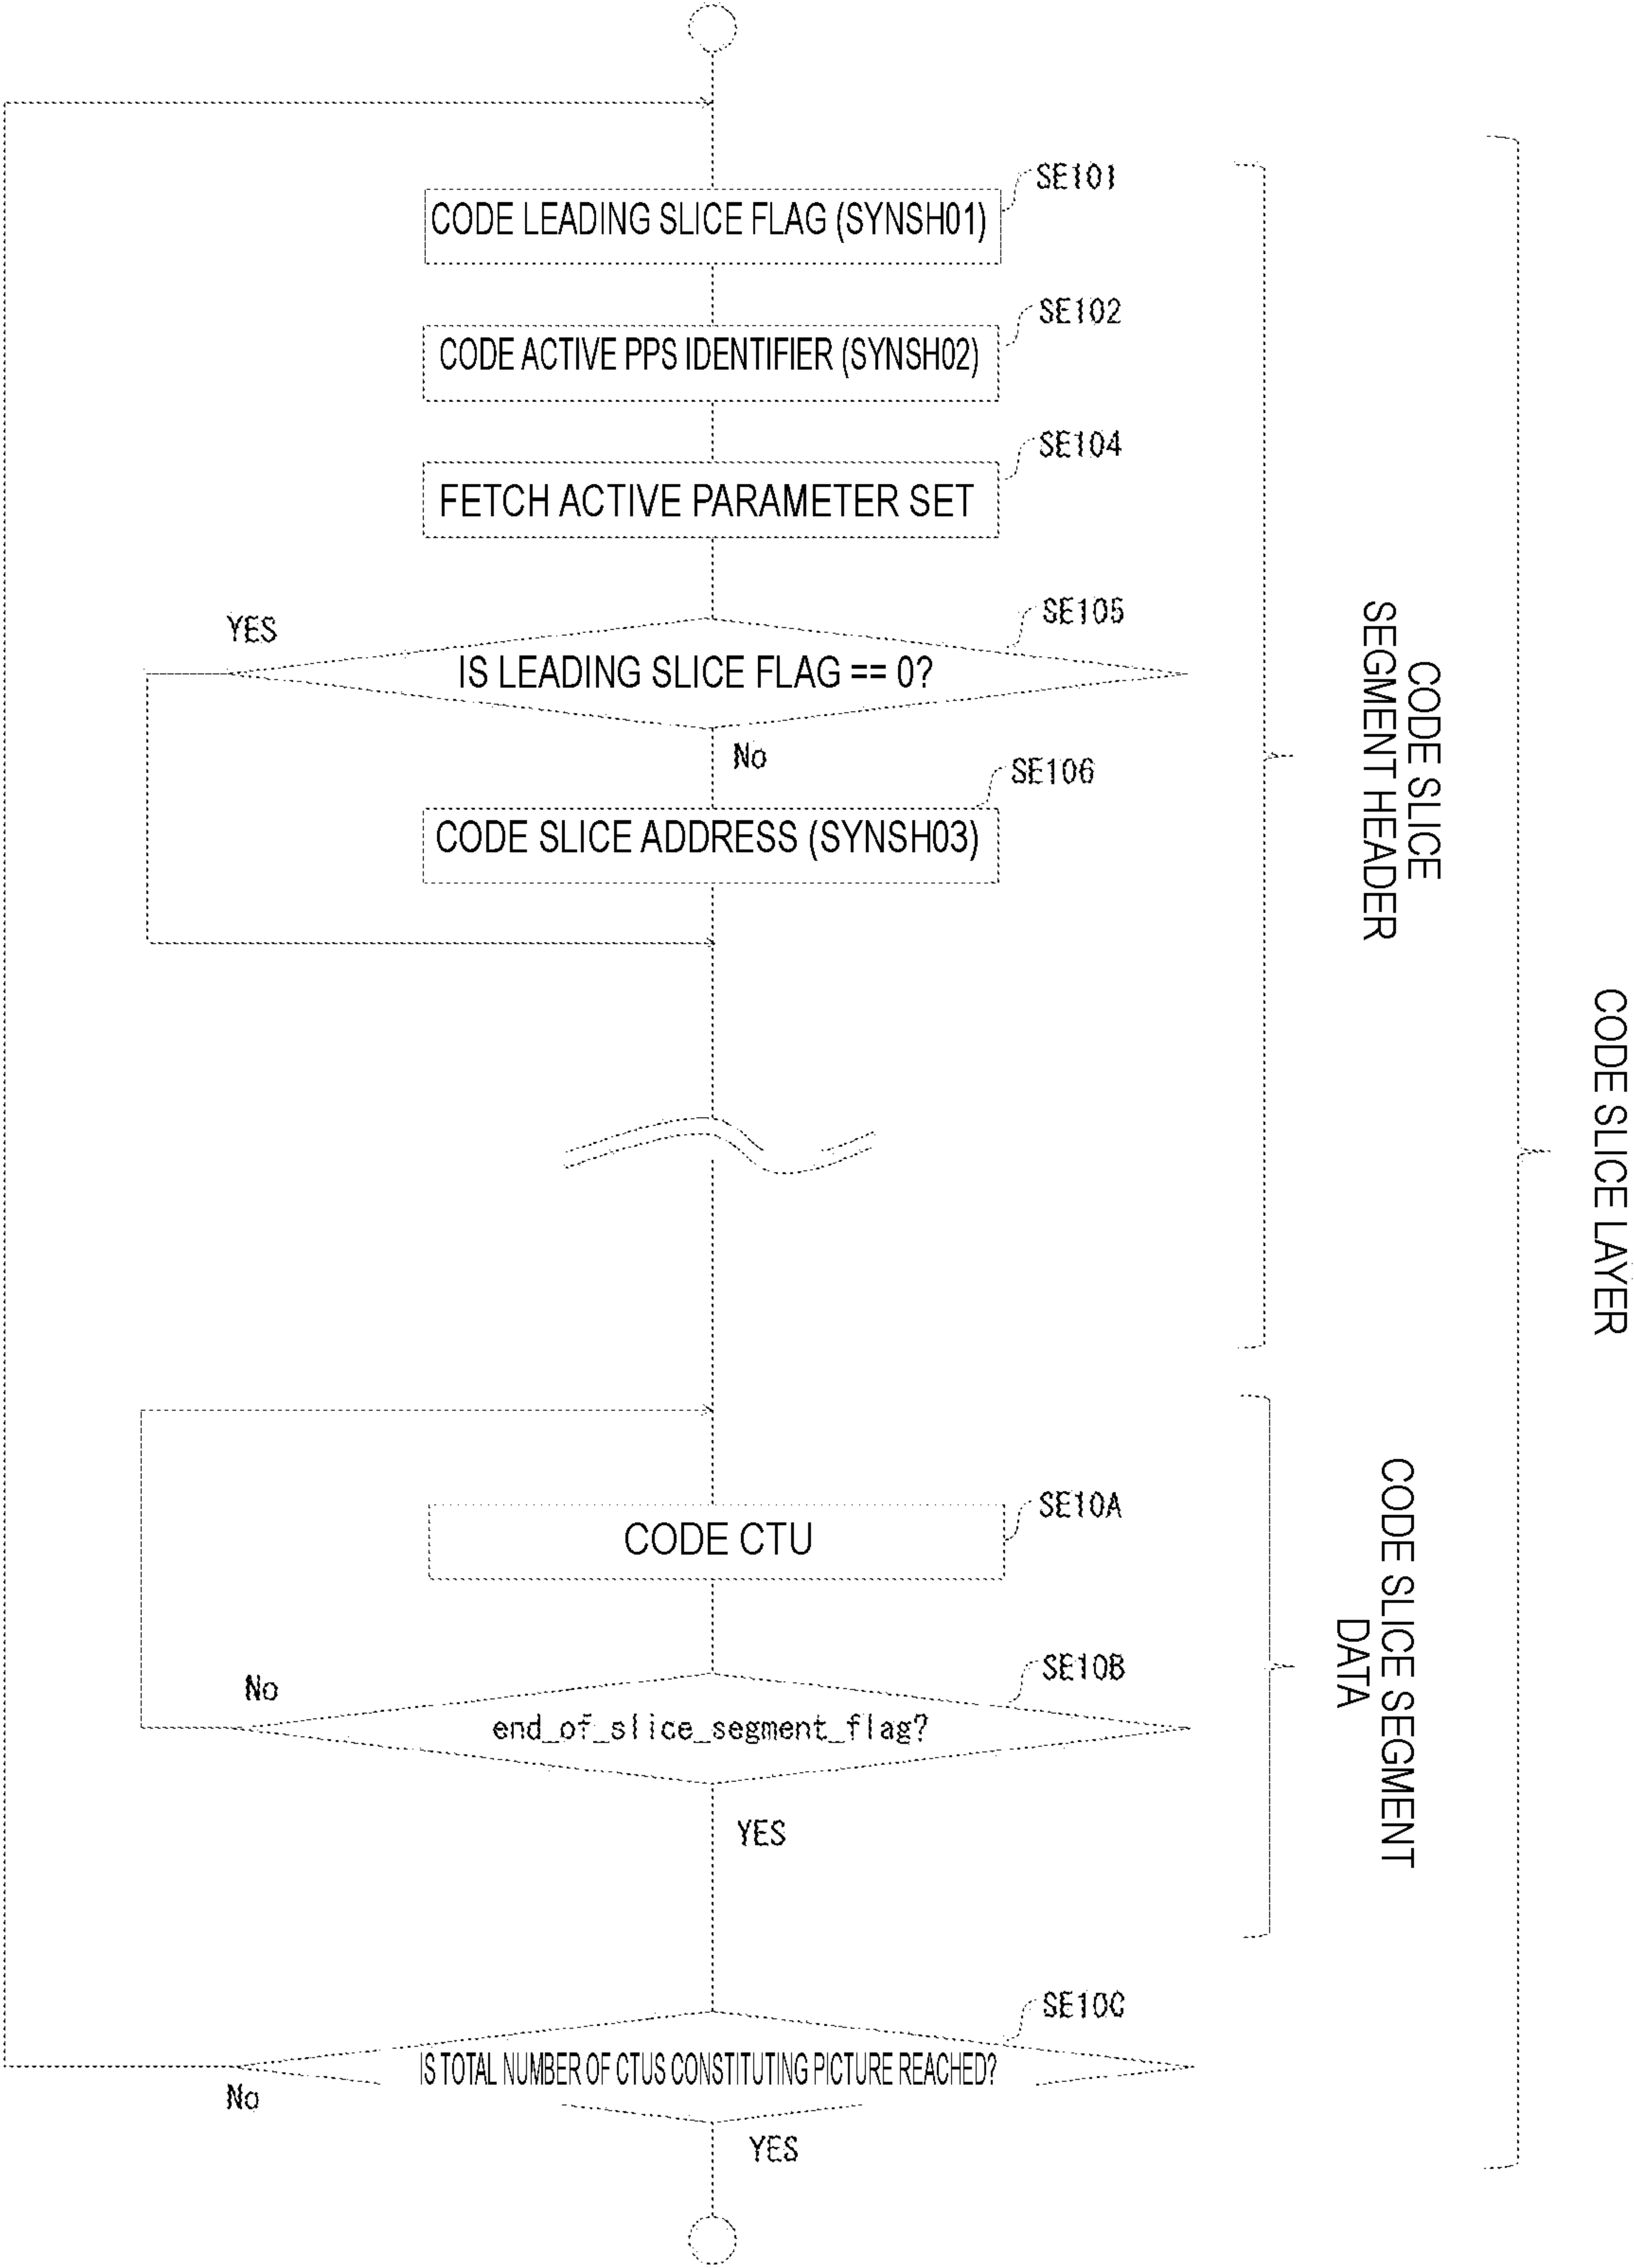 SE101
CODE LEADING SLICE FLAG (SYNSH01)
SE102
CODE ACTIVE PPS IDENTIFIER (SYNSH02)
SE104
FETCH ACTIVE PARAMETER SET
SE105
YES
IS LEADING SLICE FLAG == 0?
No
SE106
CODE SLICE ADDRESS (SYNSH03)
CODE SLICE
SEGMENT HEADER
CODE SLICE LAYER
SE10A
CODE CTU
SE10B
No
end_of_slice_segment_flag?
YES
CODE SLICE SEGMENT
DATA
SE10C
IS TOTAL NUMBER OF CTUS CONSTITUTING PICTURE REACHED?
No
YES